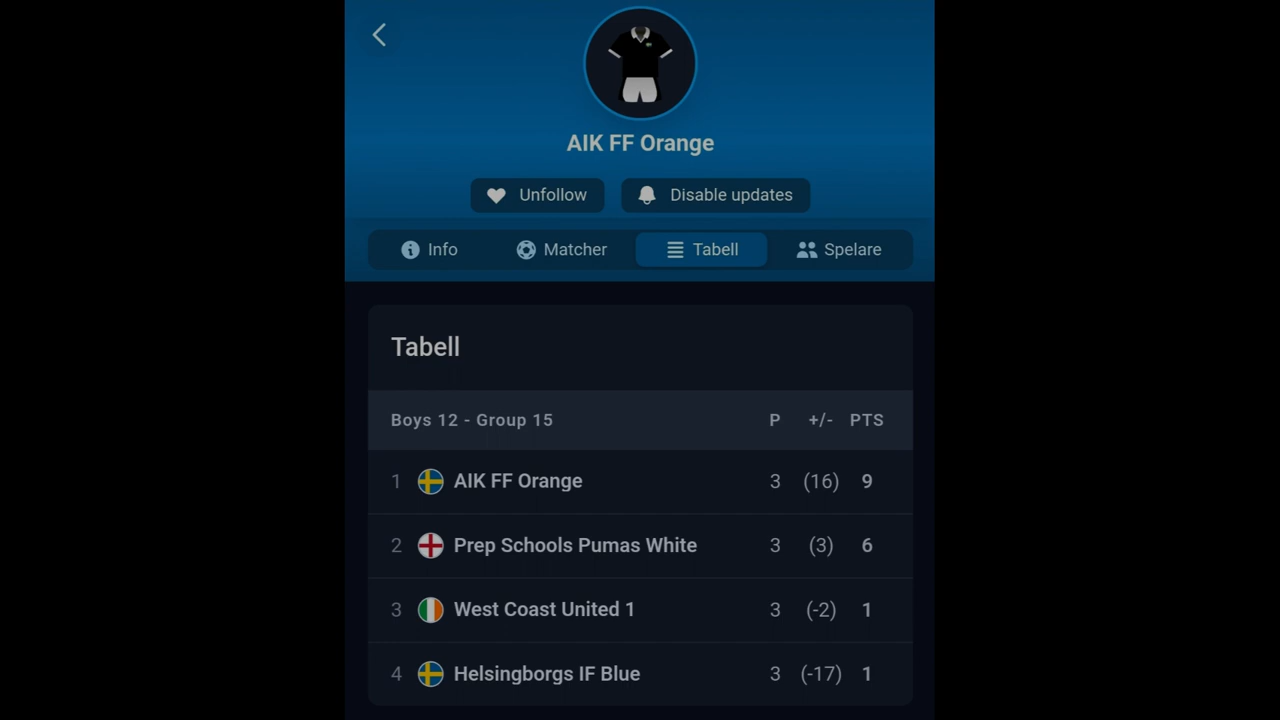 AIK FF Orange
Unfollow Disable updates
Info Matcher Tabell Spelare
Tabell
Boys 12 - Group 15 P +/- PTS
1 AIK FF Orange 3 (16) 9
2 Prep Schools Pumas White 3 (3) 6
3 West Coast United 1 3 (-2) 1
4 Helsingborgs IF Blue 3 (-17) 1